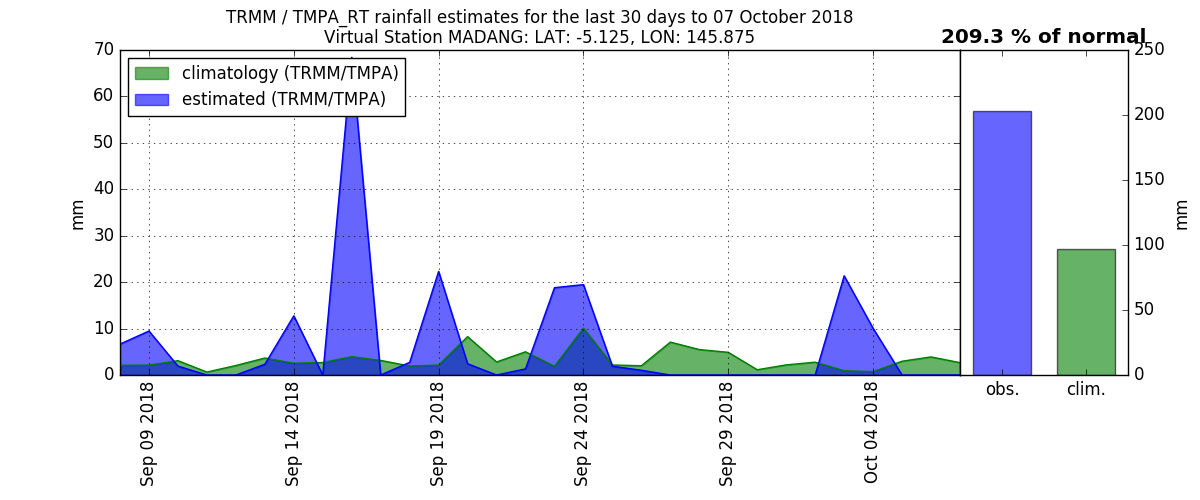 TRMM / TMPA_RT rainfall estimates for the last 30 days to 07 October 2018
Virtual Station MADANG: LAT: -5.125, LON: 145.875
209.3 % of normal
climatology (TRMM/TMPA)
estimated (TRMM/TMPA)
mm
70
60
50
40
30
20
10
0
Sep 09 2018
Sep 14 2018
Sep 19 2018
Sep 24 2018
Sep 29 2018
Oct 04 2018
250
200
150
100
50
0
mm
obs.
clim.